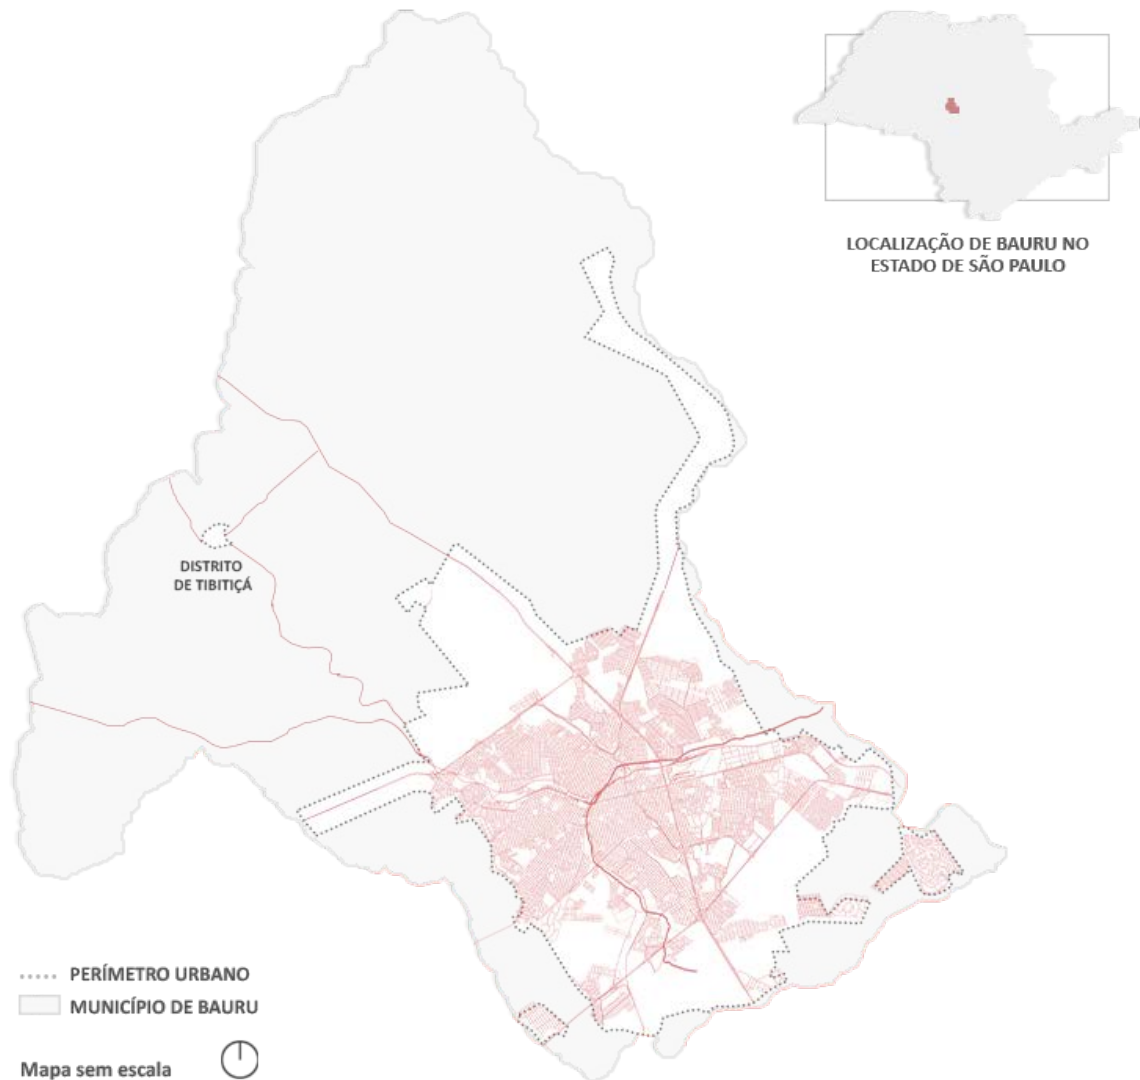 LOCALIZAÇÃO DE BAURU NO
ESTADO DE SÃO PAULO
DISTRITO
DE TIBITIÇÁ
PERÍMETRO URBANO
MUNICÍPIO DE BAURU
Mapa sem escala